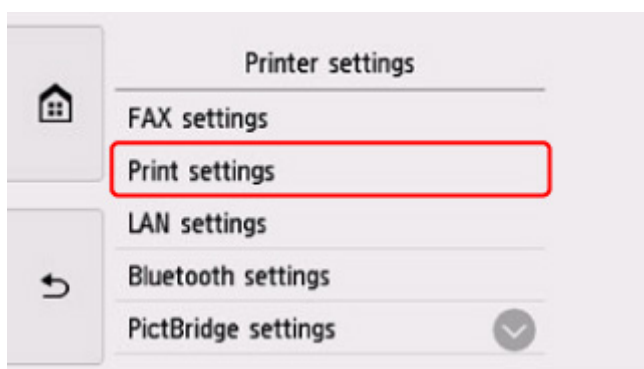 Printer settings
FAX settings
Print settings
LAN settings
Bluetooth settings
PictBridge settings